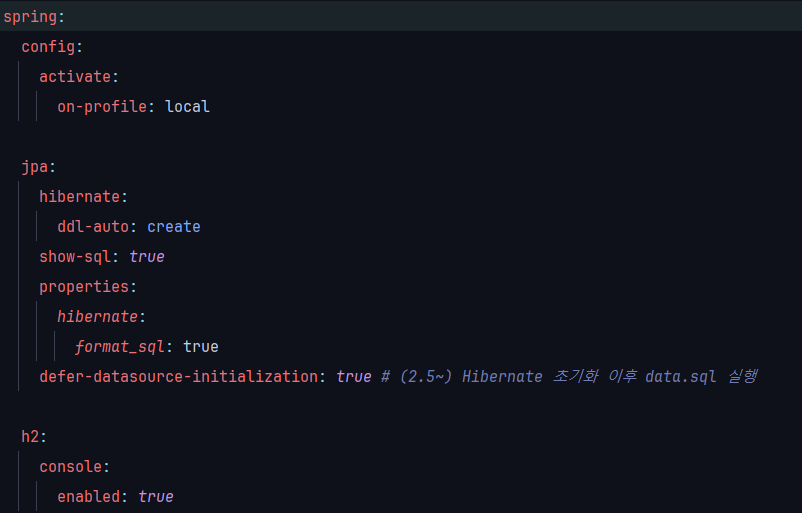 spring:
config:
activate:
on-profile: local
jpa:
hibernate:
ddl-auto: create
show-sql: true
properties:
hibernate:
format_sql: true
defer-datasource-initialization: true # (2.5~) Hibernate 초기화 이후 data.sql 실행
h2:
console:
enabled: true